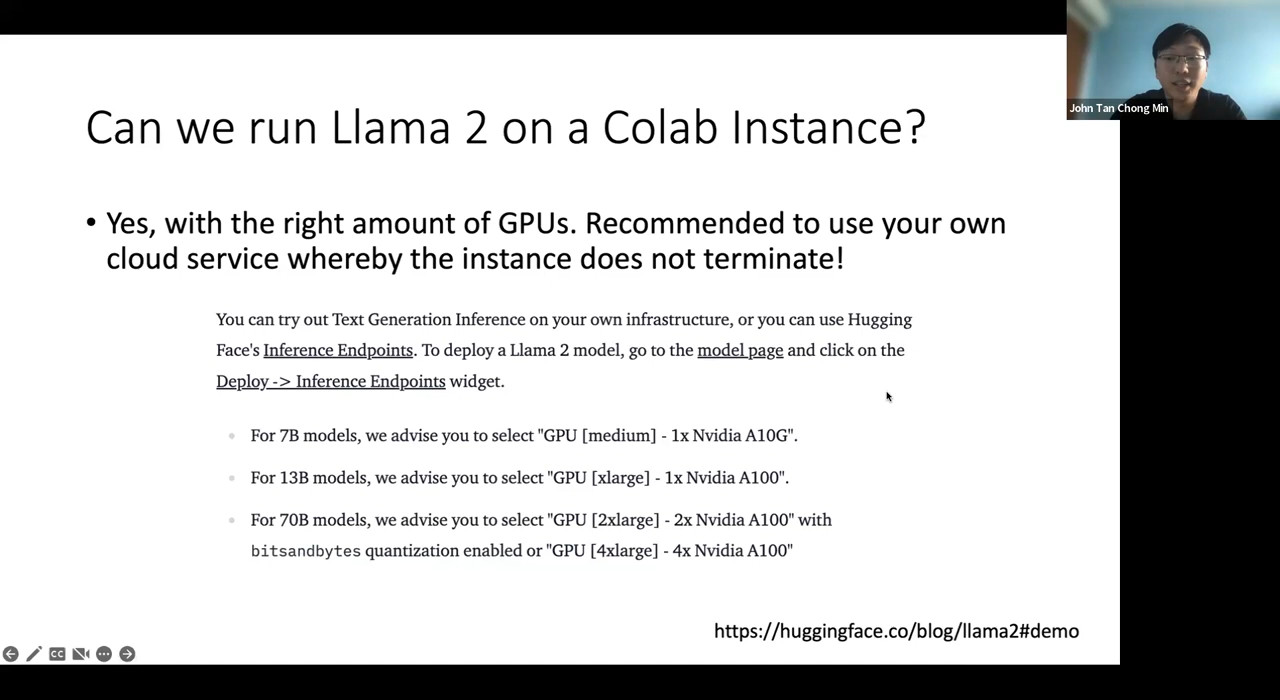 John Tan Chong Min
Can we run Llama 2 on a Colab Instance?
• Yes, with the right amount of GPUs. Recommended to use your own
cloud service whereby the instance does not terminate!
You can try out Text Generation Inference on your own infrastructure, or you can use Hugging
Face's Inference Endpoints. To deploy a Llama 2 model, go to the model page and click on the
Deploy -> Inference Endpoints widget.
• For 7B models, we advise you to select "GPU [medium] - 1x Nvidia A10G".
• For 13B models, we advise you to select "GPU [xlarge] - 1x Nvidia A100".
• For 70B models, we advise you to select "GPU [2xlarge] - 2x Nvidia A100" with
bitsandbytes quantization enabled or "GPU [4xlarge] - 4x Nvidia A100"
https://huggingface.co/blog/llama2#demo
CC